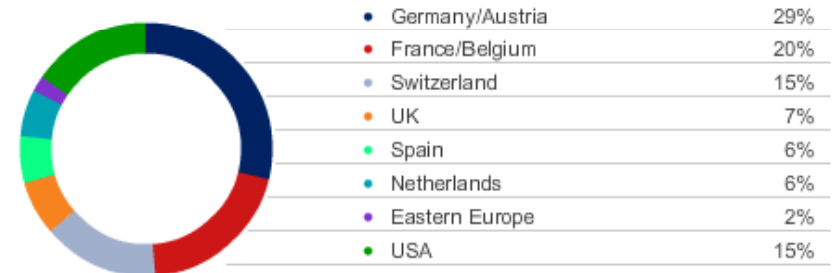 Germany/Austria 29%
France/Belgium 20%
Switzerland 15%
UK 7%
Spain 6%
Netherlands 6%
Eastern Europe 2%
USA 15%